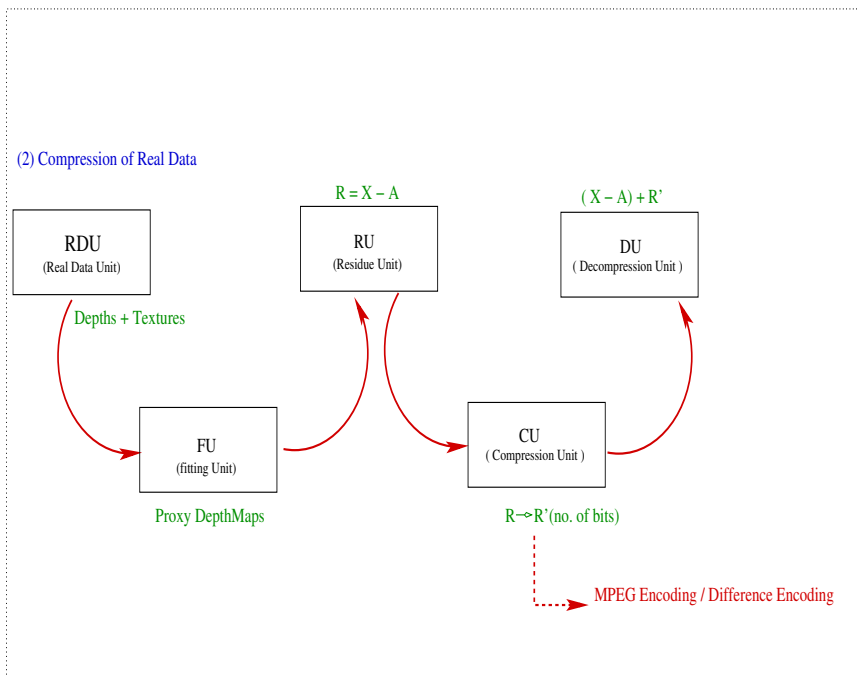 (2) Compression of Real Data
R = X − A
( X − A) + R’
RDU
(Real Data Unit)
RU
(Residue Unit)
DU
( Decompression Unit )
Depths + Textures
FU
(fitting Unit)
CU
( Compression Unit )
Proxy DepthMaps
R→R’(no. of bits)
MPEG Encoding / Difference Encoding